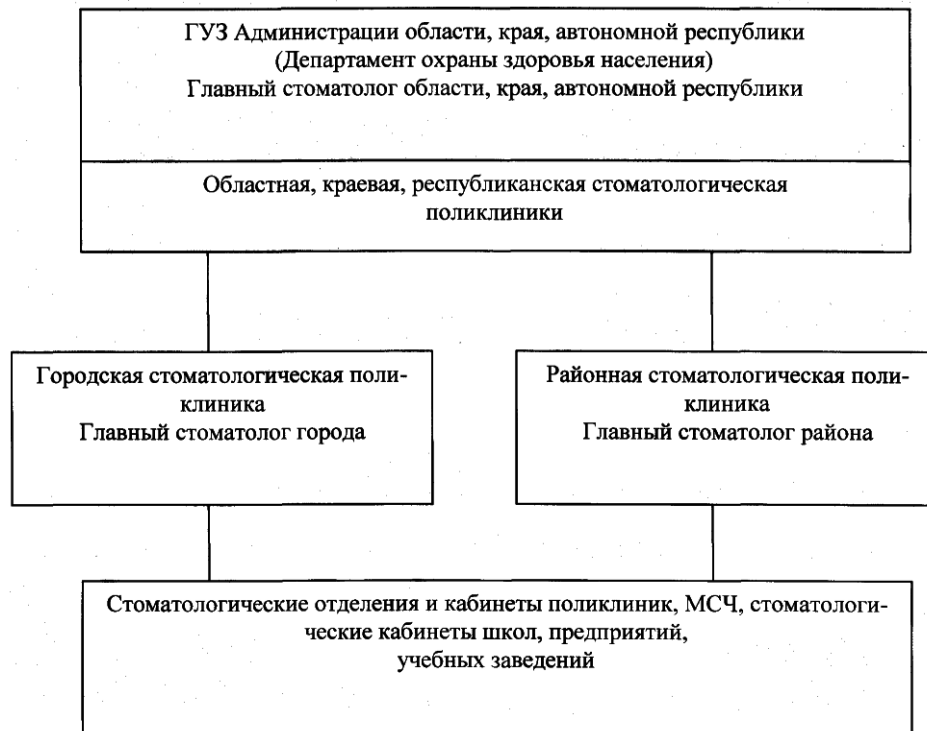 ГУЗ Администрации области, края, автономной республики
(Департамент охраны здоровья населения)
Главный стоматолог области, края, автономной республики
Областная, краевая, республиканская стоматологическая
поликлиники
Городская стоматологическая поли-
клиника
Главный стоматолог города
Районная стоматологическая поли-
клиника
Главный стоматолог района
Стоматологические отделения и кабинеты поликлиник, МСЧ, стоматологи-
ческие кабинеты школ, предприятий,
учебных заведений